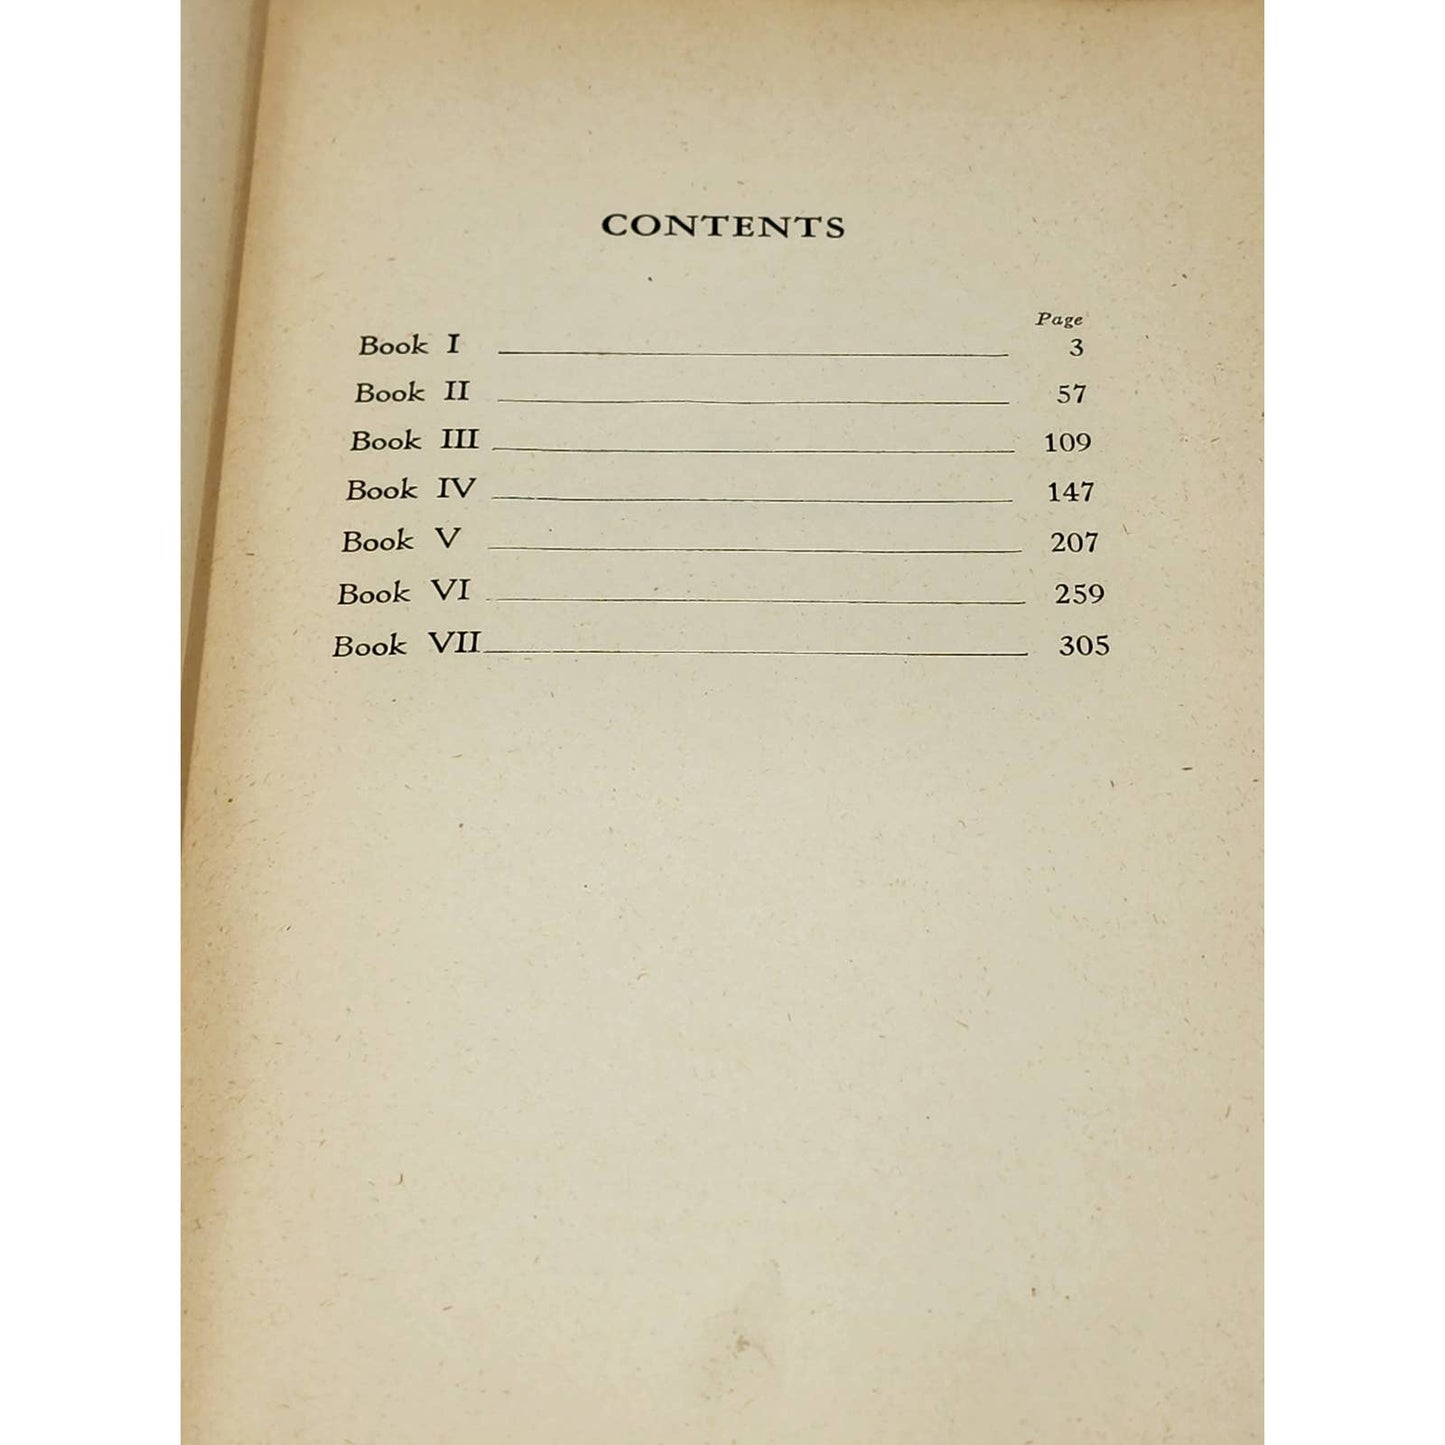 CONTENTS
Page
Book I 3
Book II 57
Book III 109
Book IV 147
Book V 207
Book VI 259
Book VII 305